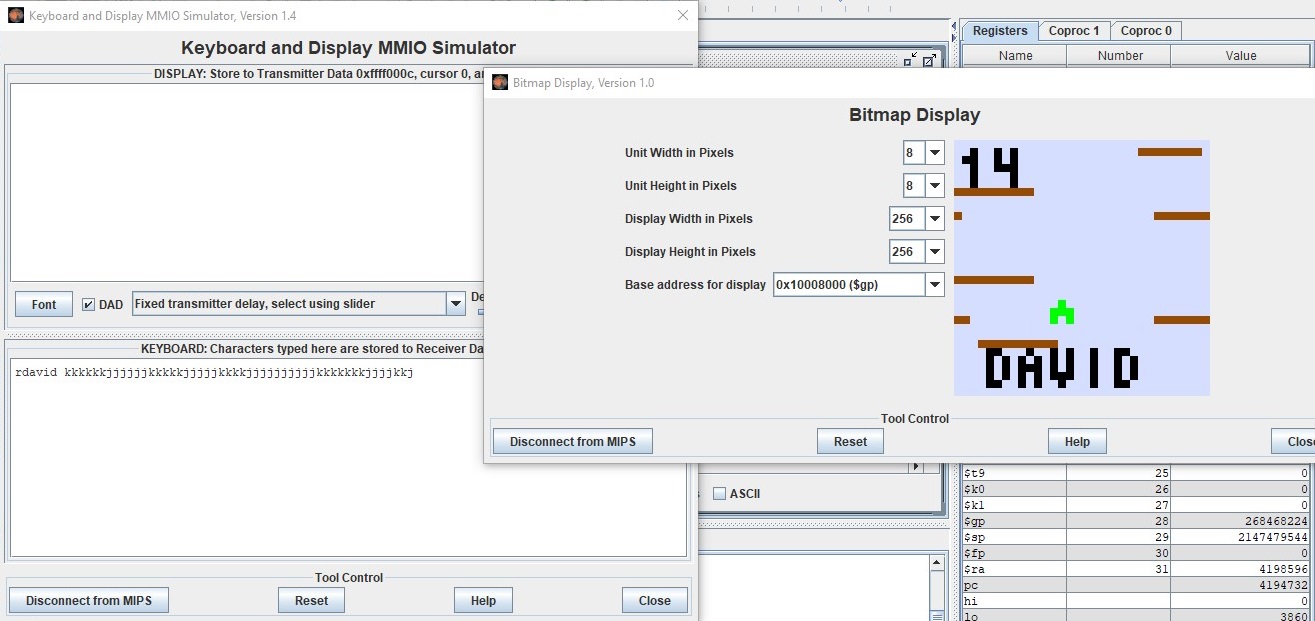 Keyboard and Display MMIO Simulator, Version 1.4
Keyboard and Display MMIO Simulator
DISPLAY: Store to Transmitter Data 0xffff000c, cursor 0, a
Font
DAD
Fixed transmitter delay, select using slider
De
KEYBOARD: Characters typed here are stored to Receiver Da
rdavid kkkkkkjjjjjjkkkkkjjjjjkkkkjjjjjjjjjjkkkkkkkjjjjkkj
Tool Control
Disconnect from MIPS
Reset
Help
Close
Bitmap Display, Version 1.0
Bitmap Display
Unit Width in Pixels
8
Unit Height in Pixels
8
Display Width in Pixels
256
Display Height in Pixels
256
Base address for display
0x10008000 ($gp)
14
DAVID
Tool Control
Disconnect from MIPS
Reset
Help
Clos
ASCII
Registers Coproc 1 Coproc 0
Name Number Value
$t9 25 0
$k0 26 0
$k1 27 0
$gp 28 268468224
$sp 29 2147479544
$fp 30 0
$ra 31 4198596
pc 4194732
hi 0
lo 3860